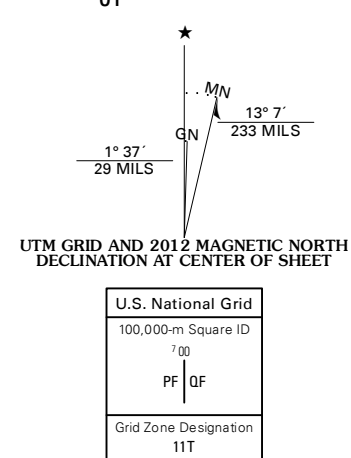 MN
GN
13° 7´
233 MILS
1° 37´
29 MILS
UTM GRID AND 2012 MAGNETIC NORTH
DECLINATION AT CENTER OF SHEET
U.S. National Grid
100,000-m Square ID
700
PF QF
Grid Zone Designation
11T